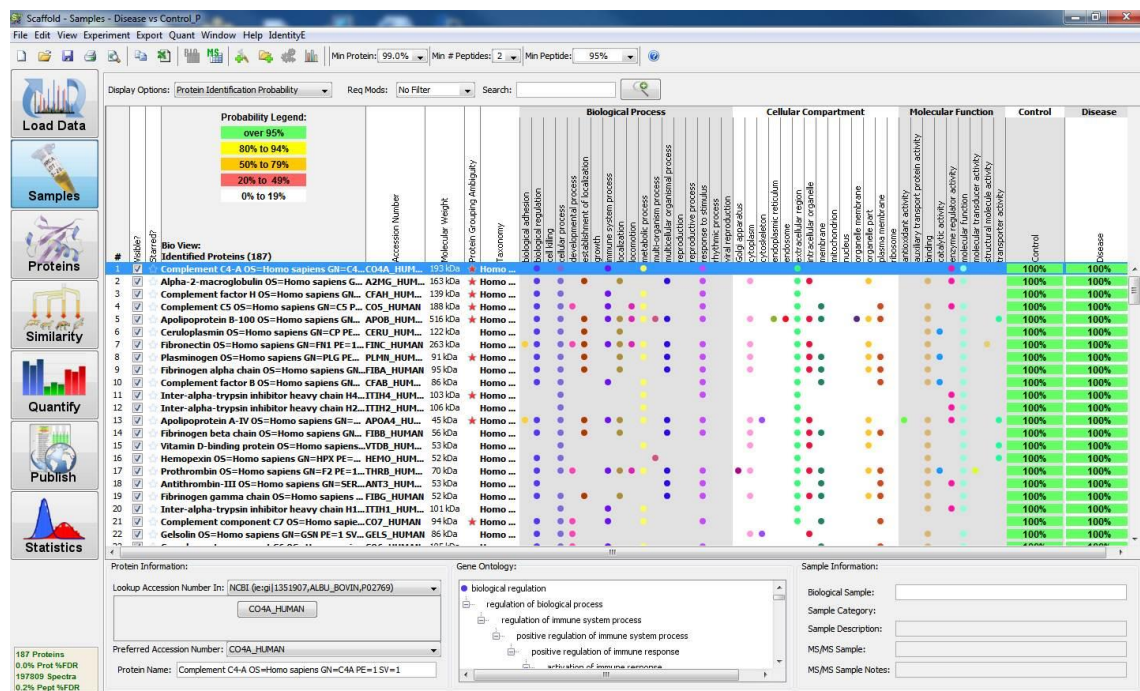 Scaffold - Samples - Disease vs Control_P
File Edit View Experiment Export Quant Window Help IdentityE
Min Protein: 99.0% Min # Peptides: 2 Min Peptide: 95%
Display Options: Protein Identification Probability Req Mods: No Filter Search:
Load Data
Samples
Proteins
Similarity
Quantify
Publish
Statistics
Probability Legend:
over 95%
80% to 94%
50% to 79%
20% to 49%
0% to 19%
Biological Process Cellular Compartment Molecular Function Control Disease
#
Visible?
Starred?
Bio View:
Identified Proteins (187)
Accession Number
Molecular Weight
Protein Grouping Ambiguity
Taxonomy
biological adhesion
biological regulation
cell killing
cellular process
developmental process
establishment of localization
growth
immune system process
localization
locomotion
metabolic process
multi-organism process
multicellular organismal process
reproduction
reproductive process
response to stimulus
rhythmic process
viral reproduction
Golgi apparatus
cytoplasm
cytoskeleton
endoplasmic reticulum
endosome
extracellular region
intracellular organelle
membrane
mitochondrion
nucleus
organelle membrane
organelle part
plasma membrane
ribosome
antioxidant activity
auxiliary transport protein activity
binding
catalytic activity
enzyme regulator activity
molecular function
molecular transducer activity
structural molecule activity
transporter activity
Control
Disease
1 Complement C4-A OS=Homo sapiens GN=C4... CO4A_HUM... 193 kDa Homo ... 100% 100%
2 Alpha-2-macroglobulin OS=Homo sapiens G... A2MG_HUM... 163 kDa Homo ... 100% 100%
3 Complement factor H OS=Homo sapiens GN... CFAH_HUM... 139 kDa Homo ... 100% 100%
4 Complement C5 OS=Homo sapiens GN=C5 P... CO5_HUMAN 188 kDa Homo ... 100% 100%
5 Apolipoprotein B-100 OS=Homo sapiens GN... APOB_HUM... 516 kDa Homo ... 100% 100%
6 Ceruloplasmin OS=Homo sapiens GN=CP PE... CERU_HUM... 122 kDa Homo ... 100% 100%
7 Fibronectin OS=Homo sapiens GN=FN1 PE=1... FINC_HUMAN 263 kDa Homo ... 100% 100%
8 Plasminogen OS=Homo sapiens GN=PLG PE... PLMN_HUM... 91 kDa Homo ... 100% 100%
9 Fibrinogen alpha chain OS=Homo sapiens GN... FIBA_HUMAN 95 kDa Homo ... 100% 100%
10 Complement factor B OS=Homo sapiens GN... CFAB_HUM... 86 kDa Homo ... 100% 100%
11 Inter-alpha-trypsin inhibitor heavy chain H4... ITIH4_HUM... 103 kDa Homo ... 100% 100%
12 Inter-alpha-trypsin inhibitor heavy chain H2... ITIH2_HUM... 106 kDa Homo ... 100% 100%
13 Apolipoprotein A-IV OS=Homo sapiens GN=... APOA4_HU... 45 kDa Homo ... 100% 100%
14 Fibrinogen beta chain OS=Homo sapiens GN... FIBB_HUMAN 56 kDa Homo ... 100% 100%
15 Vitamin D-binding protein OS=Homo sapiens... VTDB_HUM... 53 kDa Homo ... 100% 100%
16 Hemopexin OS=Homo sapiens GN=HPX PE=... HEMO_HUM... 52 kDa Homo ... 100% 100%
17 Prothrombin OS=Homo sapiens GN=F2 PE=1... THRB_HUM... 70 kDa Homo ... 100% 100%
18 Antithrombin-III OS=Homo sapiens GN=SER... ANT3_HUM... 53 kDa Homo ... 100% 100%
19 Fibrinogen gamma chain OS=Homo sapiens ... FIBG_HUMAN 52 kDa Homo ... 100% 100%
20 Inter-alpha-trypsin inhibitor heavy chain H1... ITIH1_HUM... 101 kDa Homo ... 100% 100%
21 Complement component C7 OS=Homo sapie... CO7_HUMAN 94 kDa Homo ... 100% 100%
22 Gelsolin OS=Homo sapiens GN=GSN PE=1 SV... GELS_HUMAN 86 kDa Homo ... 100% 100%
Protein Information:
Lookup Accession Number In: NCBI (ie:gi|1351907,ALBU_BOVIN,P02769)
CO4A_HUMAN
Preferred Accession Number: CO4A_HUMAN
Protein Name: Complement C4-A OS=Homo sapiens GN=C4A PE=1 SV=1
Gene Ontology:
biological regulation
regulation of biological process
regulation of immune system process
positive regulation of immune system process
positive regulation of immune response
activation of immune response
Sample Information:
Biological Sample:
Sample Category:
Sample Description:
MS/MS Sample:
MS/MS Sample Notes:
187 Proteins
0.0% Prot %FDR
197809 Spectra
0.2% Pept %FDR